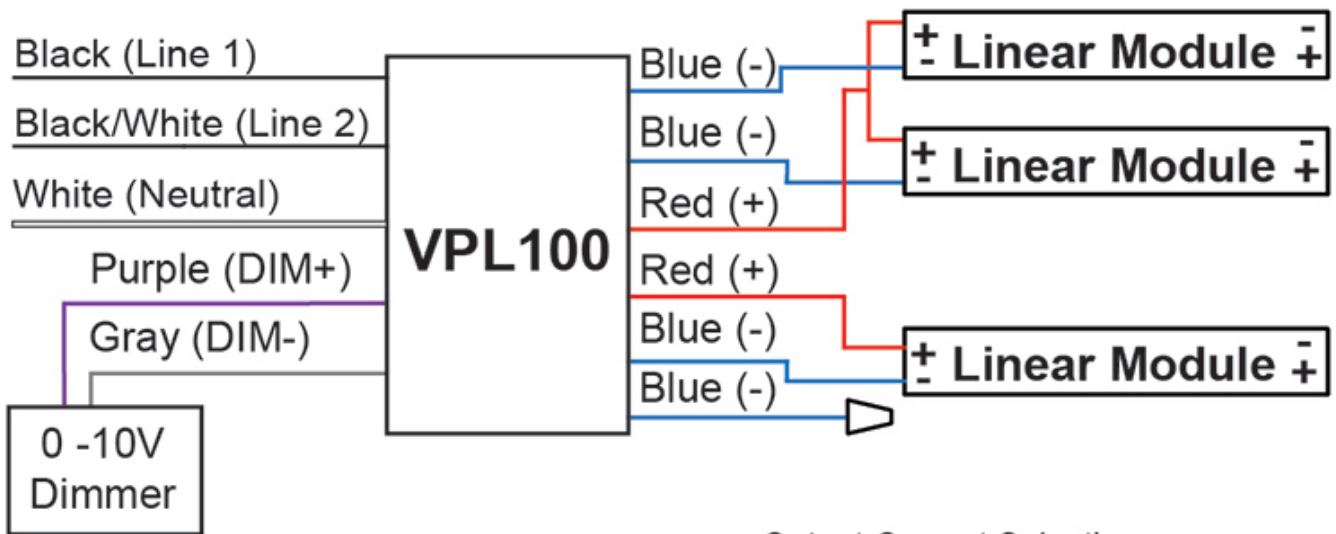 Black (Line 1)
Black/White (Line 2)
White (Neutral)
Purple (DIM+)
Gray (DIM-)
0 -10V
Dimmer
VPL100
Blue (-)
Blue (-)
Red (+)
Red (+)
Blue (-)
Blue (-)
+ - Linear Module - +
+ - Linear Module - +
+ - Linear Module - +